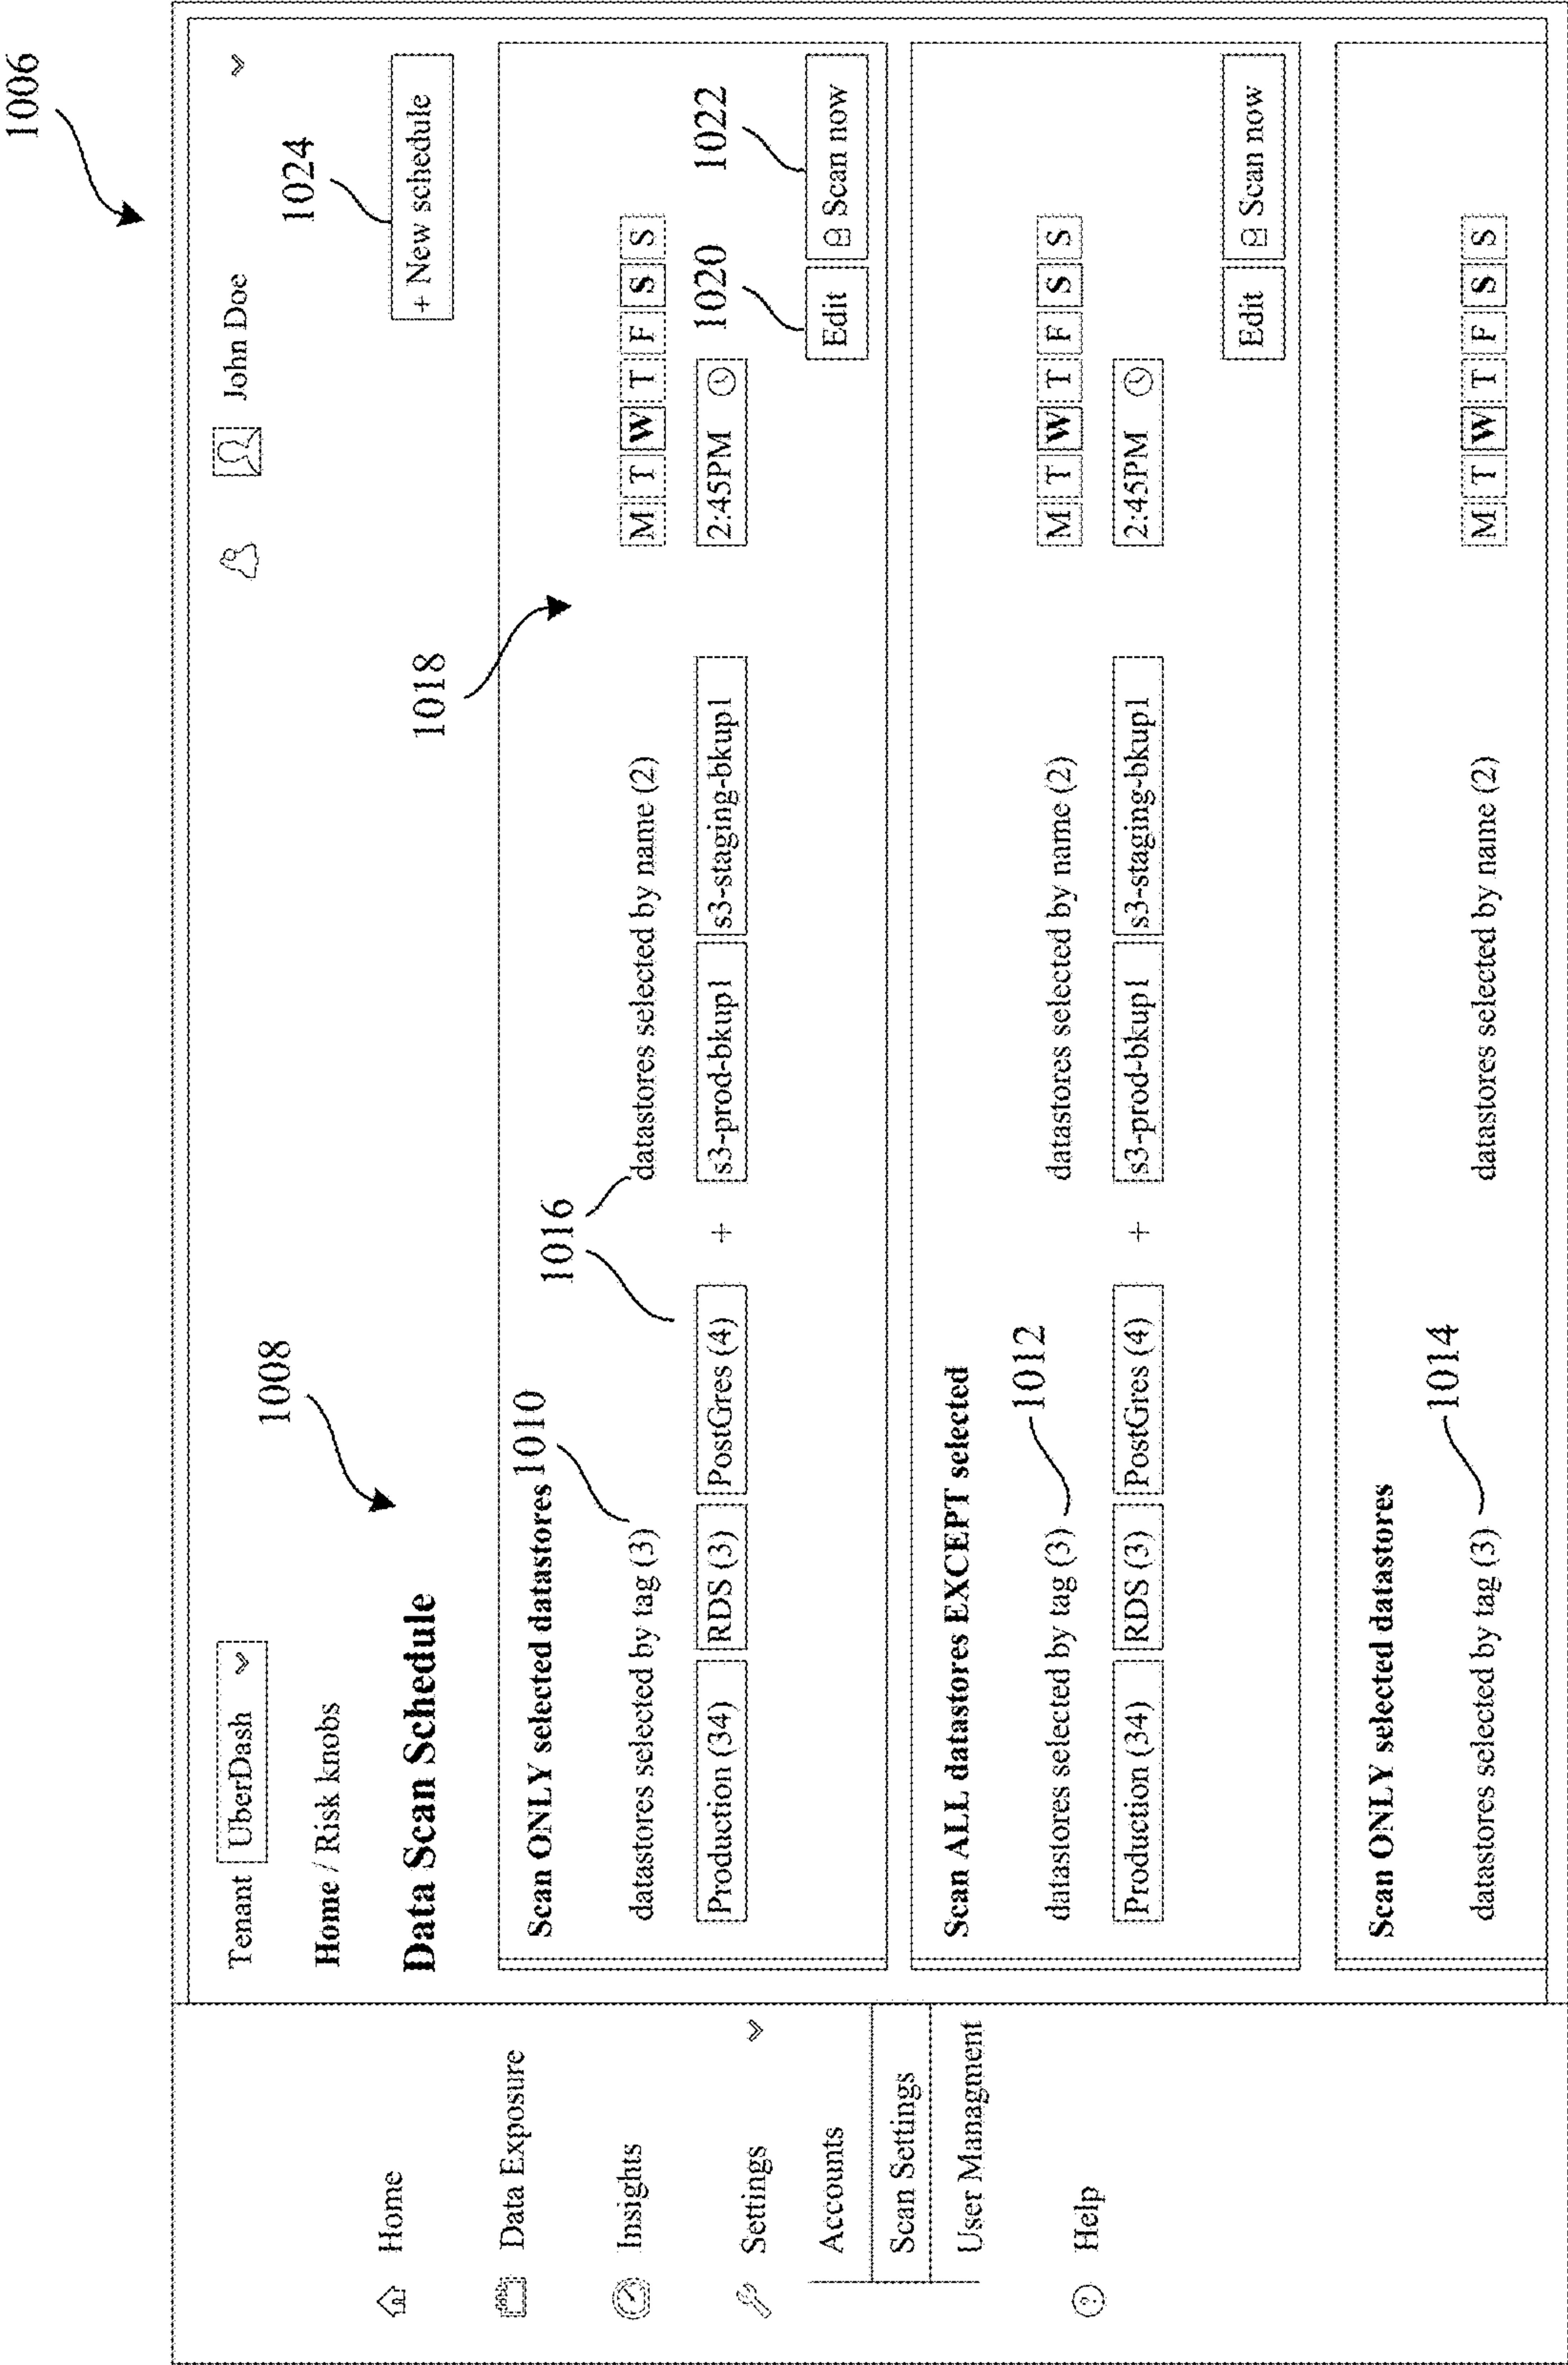 1006
Tenant UberDash John Doe
1024
Home / Risk knobs
1008
Data Scan Schedule + New schedule
1018
Scan ONLY selected datastores 1010
1016
datastores selected by tag (3) datastores selected by name (2) M T W T F S S
Production (34) RDS (3) PostGres (4) + s3-prod-bkup1 s3-staging-bkup1 2:45PM 1020 1022
Edit Scan now
Scan ALL datastores EXCEPT selected
1012
datastores selected by tag (3) datastores selected by name (2) M T W T F S S
Production (34) RDS (3) PostGres (4) + s3-prod-bkup1 s3-staging-bkup1 2:45PM
Edit Scan now
Scan ONLY selected datastores
1014
datastores selected by tag (3) datastores selected by name (2) M T W T F S S
Home
Data Exposure
Insights
Settings
Accounts
Scan Settings
User Managment
Help